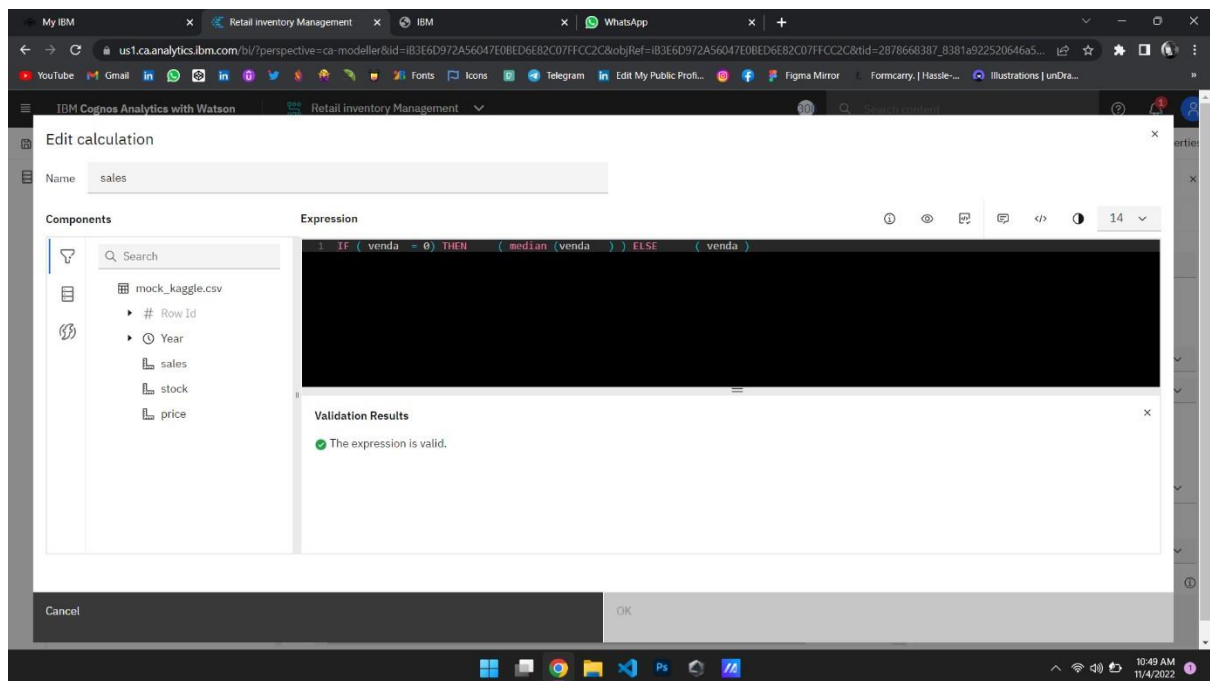 My IBM
Retail inventory Management
IBM
WhatsApp
us1.ca.analytics.ibm.com/bi/?perspective=ca-modeller&id=iB3E6D972A56047E0BED6E82C07FFCC2C&objRef=iB3E6D972A56047E0BED6E82C07FFCC2C&tid=2878668387_8381a922520646a5...
YouTube Gmail Fonts Icons Telegram Edit My Public Profi... Figma Mirror Formcarry. | Hassle-... Illustrations | unDra... »
IBM Cognos Analytics with Watson Retail inventory Management Search content
Edit calculation
erties
Name sales
Components Expression 14
1 IF ( venda = 0) THEN ( median (venda ) ) ELSE ( venda )
Search
mock_kaggle.csv
# Row Id
Year
sales
stock
price
Validation Results
The expression is valid.
Cancel OK
10:49 AM
11/4/2022